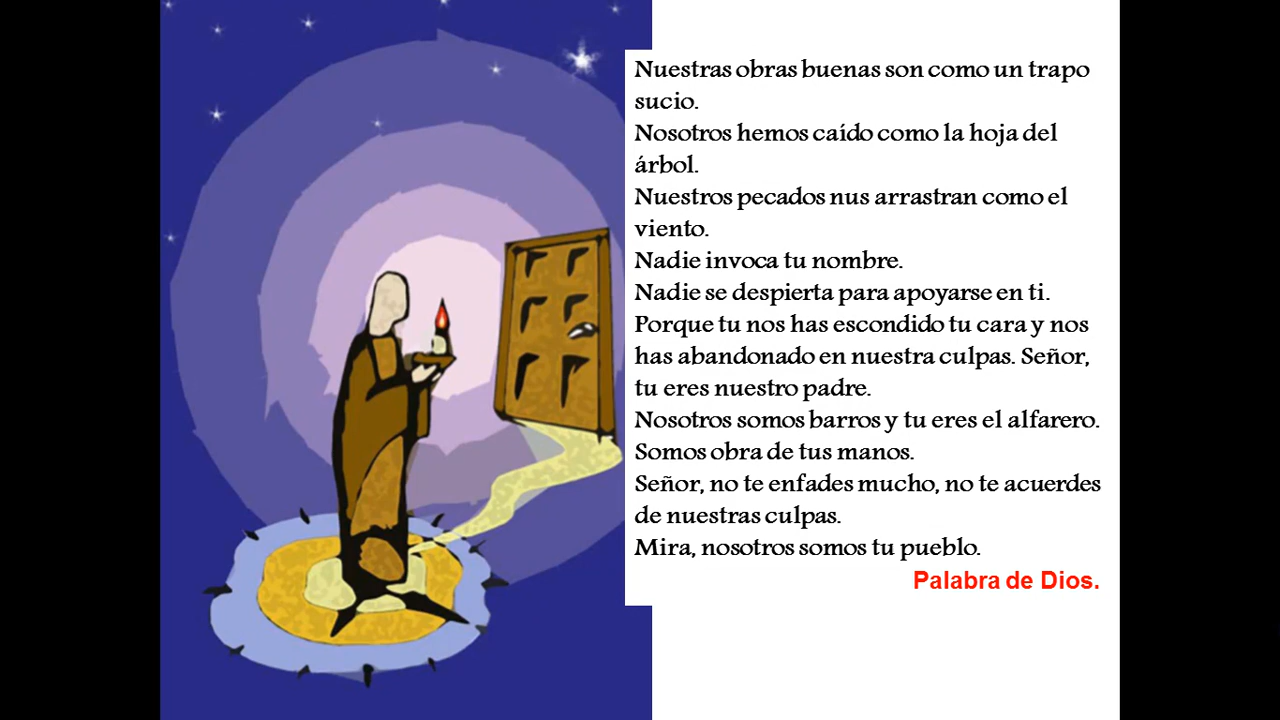 Nuestras obras buenas son como un trapo
sucio.
Nosotros hemos caído como la hoja del
árbol.
Nuestros pecados nus arrastran como el
viento.
Nadie invoca tu nombre.
Nadie se despierta para apoyarse en ti.
Porque tu nos has escondido tu cara y nos
has abandonado en nuestra culpas. Señor,
tu eres nuestro padre.
Nosotros somos barros y tu eres el alfarero.
Somos obra de tus manos.
Señor, no te enfades mucho, no te acuerdes
de nuestras culpas.
Mira, nosotros somos tu pueblo.
Palabra de Dios.